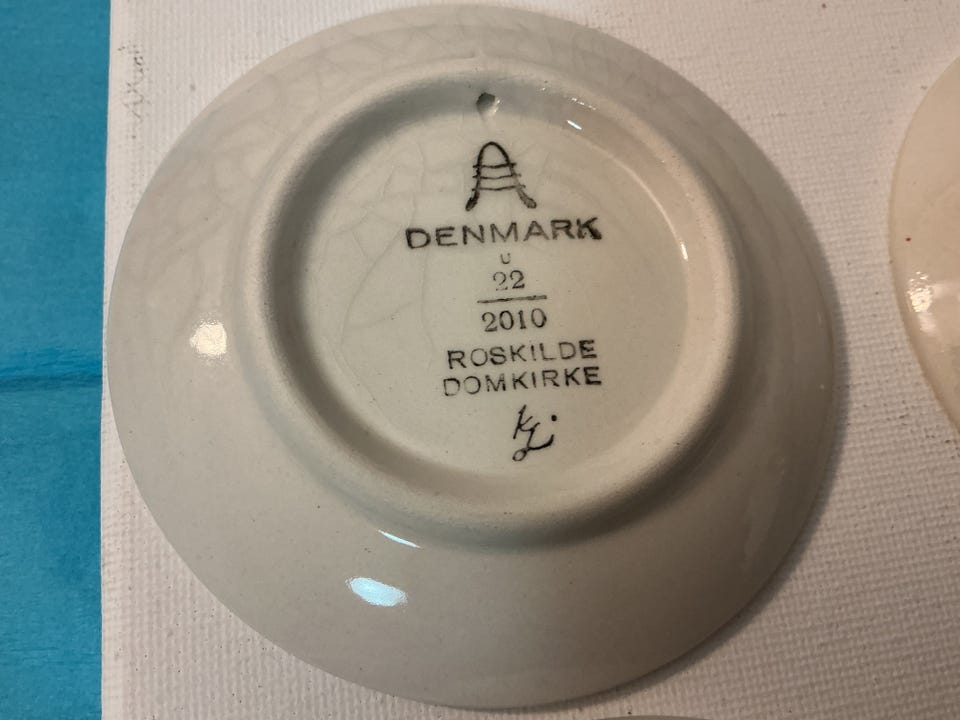 DENMARK
U
22
2010
ROSKILDE
DOMKIRKE